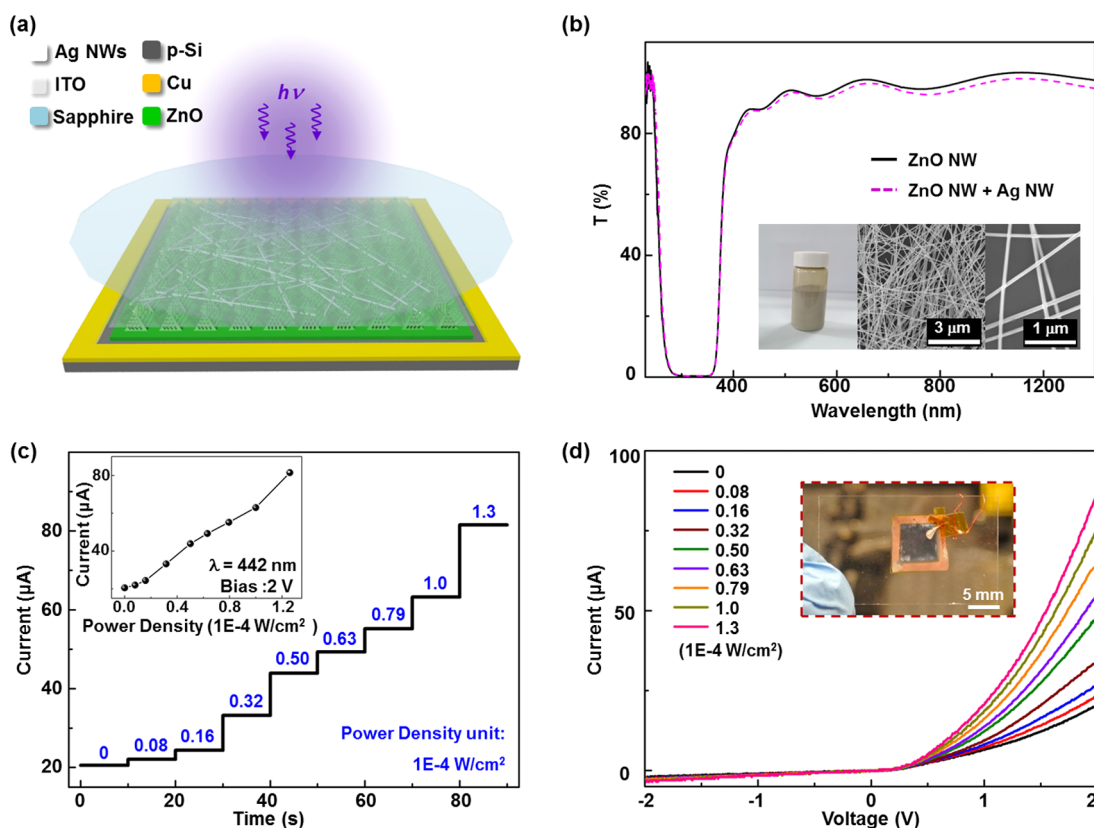 (a)
Ag NWs
p-Si
ITO
Cu
Sapphire
ZnO
hν
(b)
T (%)
80
40
0
400
800
1200
Wavelength (nm)
ZnO NW
ZnO NW + Ag NW
3 μm
1 μm
(c)
Current (μA)
80
60
40
20
0
20
40
60
80
Time (s)
Current (μA)
80
40
0.0
0.4
0.8
1.2
Power Density (1E-4 W/cm²)
λ = 442 nm
Bias :2 V
0
0.08
0.16
0.32
0.50
0.63
0.79
1.0
1.3
Power Density unit:
1E-4 W/cm²
(d)
Current (μA)
100
50
0
-2
-1
0
1
2
Voltage (V)
0
0.08
0.16
0.32
0.50
0.63
0.79
1.0
1.3
(1E-4 W/cm²)
5 mm